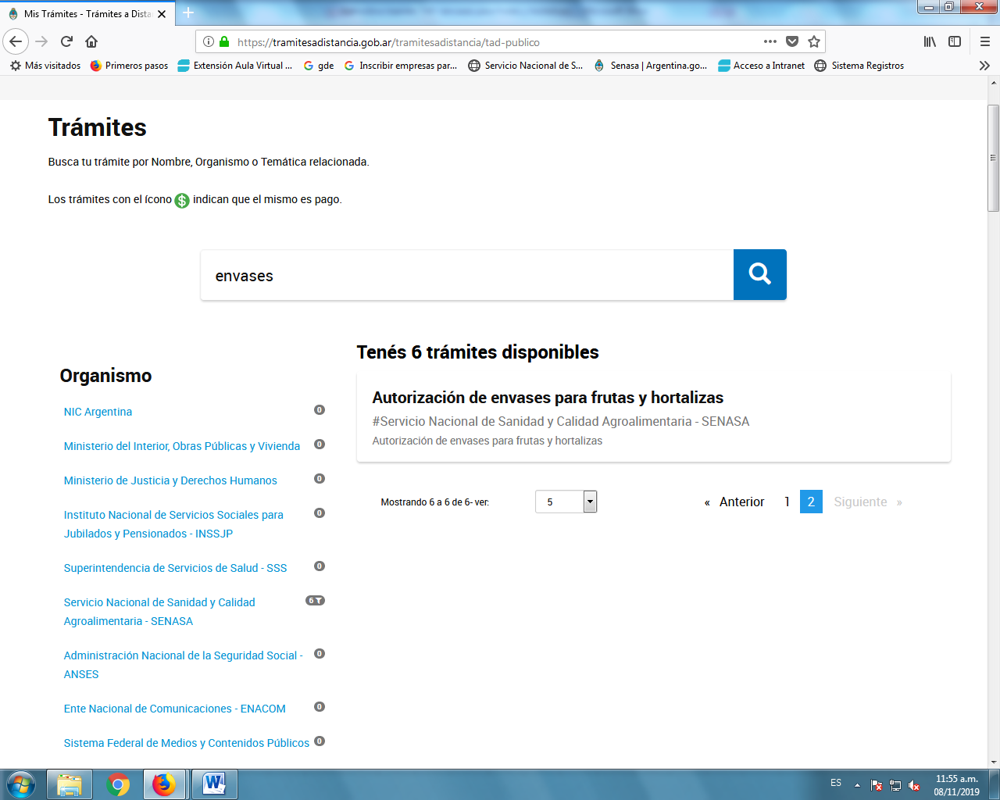 Mis Trámites - Trámites a Dista
https://tramitesadistancia.gob.ar/tramitesadistancia/tad-publico
Más visitados
Primeros pasos
Extensión Aula Virtual ...
gde
Inscribir empresas par...
Servicio Nacional de S...
Senasa | Argentina.go...
Acceso a Intranet
Sistema Registros
Trámites
Busca tu trámite por Nombre, Organismo o Temática relacionada.
Los trámites con el ícono $ indican que el mismo es pago.
envases
Tenés 6 trámites disponibles
Autorización de envases para frutas y hortalizas
#Servicio Nacional de Sanidad y Calidad Agroalimentaria - SENASA
Autorización de envases para frutas y hortalizas
Mostrando 6 a 6 de 6- ver: 5 « Anterior 1 2 Siguiente »
Organismo
NIC Argentina 0
Ministerio del Interior, Obras Públicas y Vivienda 0
Ministerio de Justicia y Derechos Humanos 0
Instituto Nacional de Servicios Sociales para 0
Jubilados y Pensionados - INSSJP
Superintendencia de Servicios de Salud - SSS 0
Servicio Nacional de Sanidad y Calidad 6
Agroalimentaria - SENASA
Administración Nacional de la Seguridad Social - 0
ANSES
Ente Nacional de Comunicaciones - ENACOM 0
Sistema Federal de Medios y Contenidos Públicos 0
ES
11:55 a.m.
08/11/2019